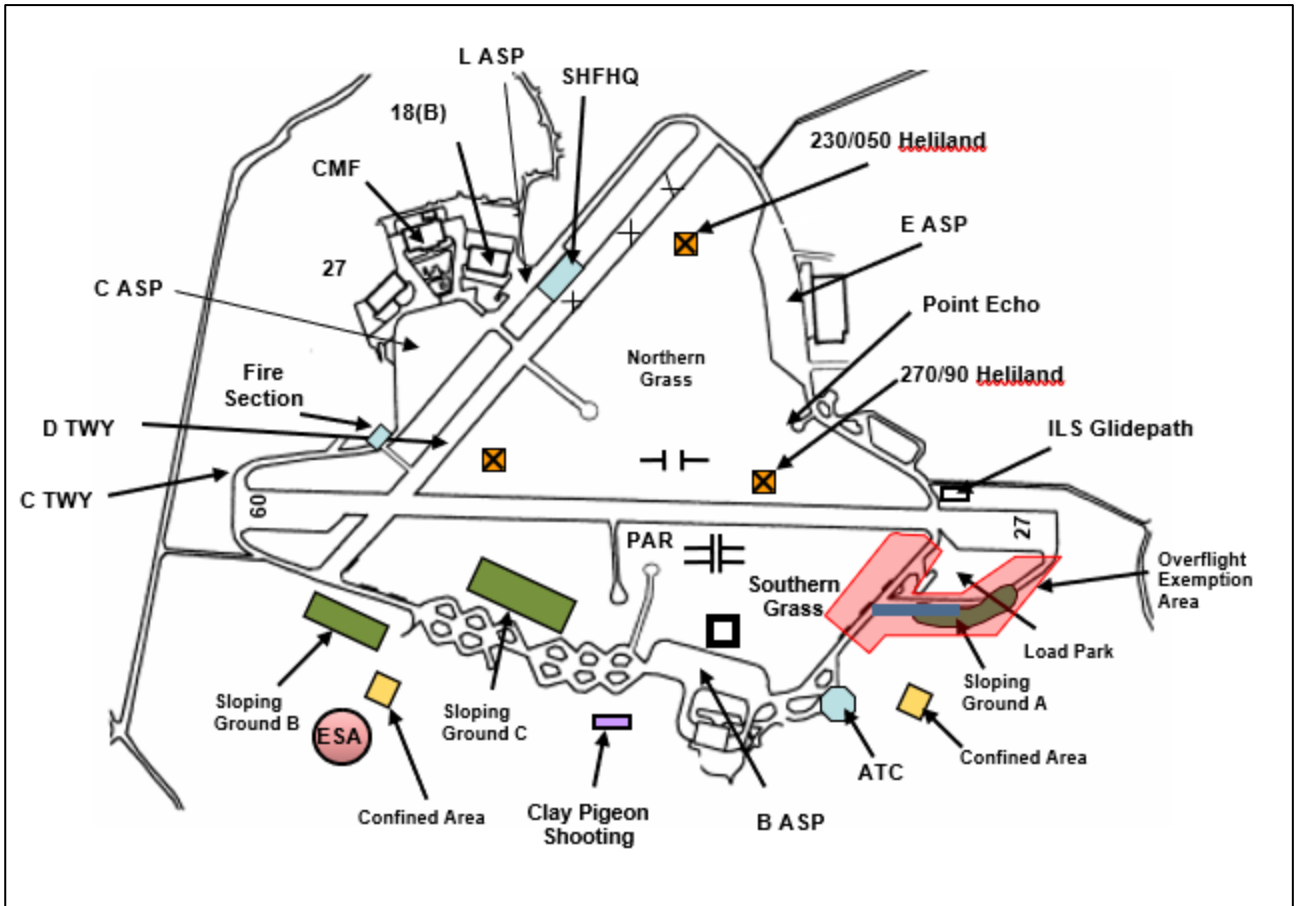 L ASP
SHFHQ
18(B)
230/050 Heliland
CMF
E ASP
27
C ASP
Point Echo
Northern
Grass
Fire
Section
270/90 Heliland
D TWY
ILS Glidepath
C TWY
09
27
PAR
Overflight
Exemption
Area
Southern
Grass
Load Park
Sloping
Ground A
Sloping
Ground B
Sloping
Ground C
ESA
ATC
Confined Area
Confined Area
Clay Pigeon
Shooting
B ASP